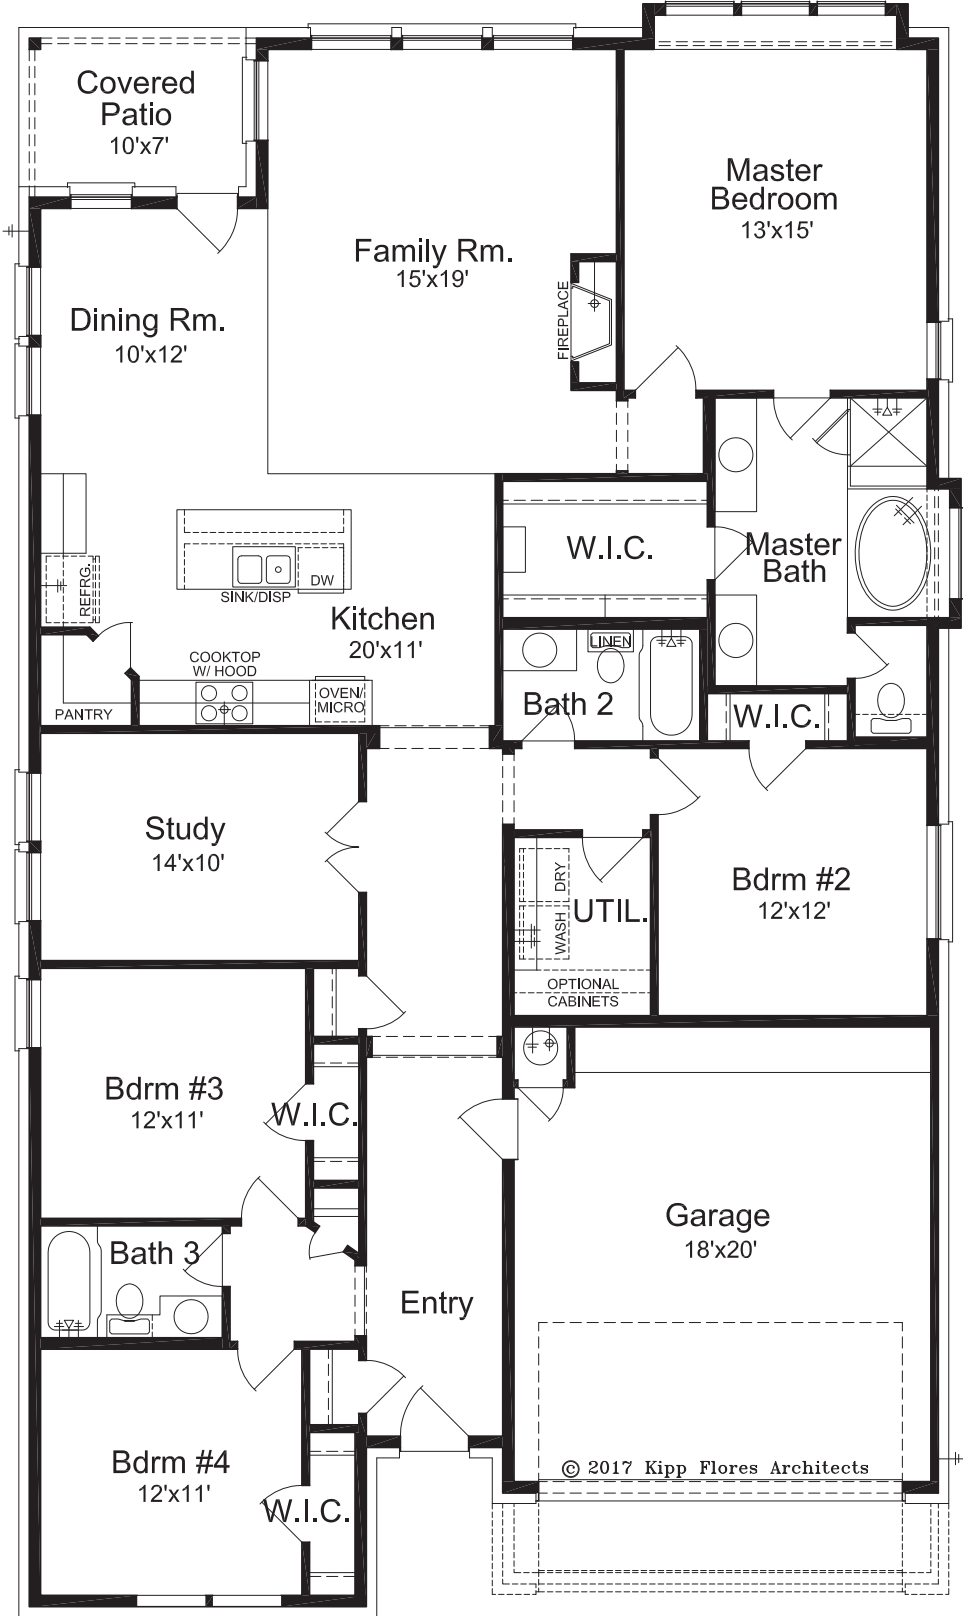 Covered
Patio
10'x7'
Master
Bedroom
13'x15'
Family Rm.
15'x19'
FIREPLACE
Dining Rm.
10'x12'
W.I.C.
Master
Bath
REFRG.
DW
SINK/DISP
Kitchen
20'x11'
LINEN
COOKTOP
W/ HOOD
OVEN/
MICRO
PANTRY
Bath 2
W.I.C.
Study
14'x10'
Bdrm #2
12'x12'
DRY
WASH
UTIL.
OPTIONAL
CABINETS
Bdrm #3
12'x11'
W.I.C.
Garage
18'x20'
Bath 3
Entry
Bdrm #4
12'x11'
W.I.C.
© 2017 Kipp Flores Architects